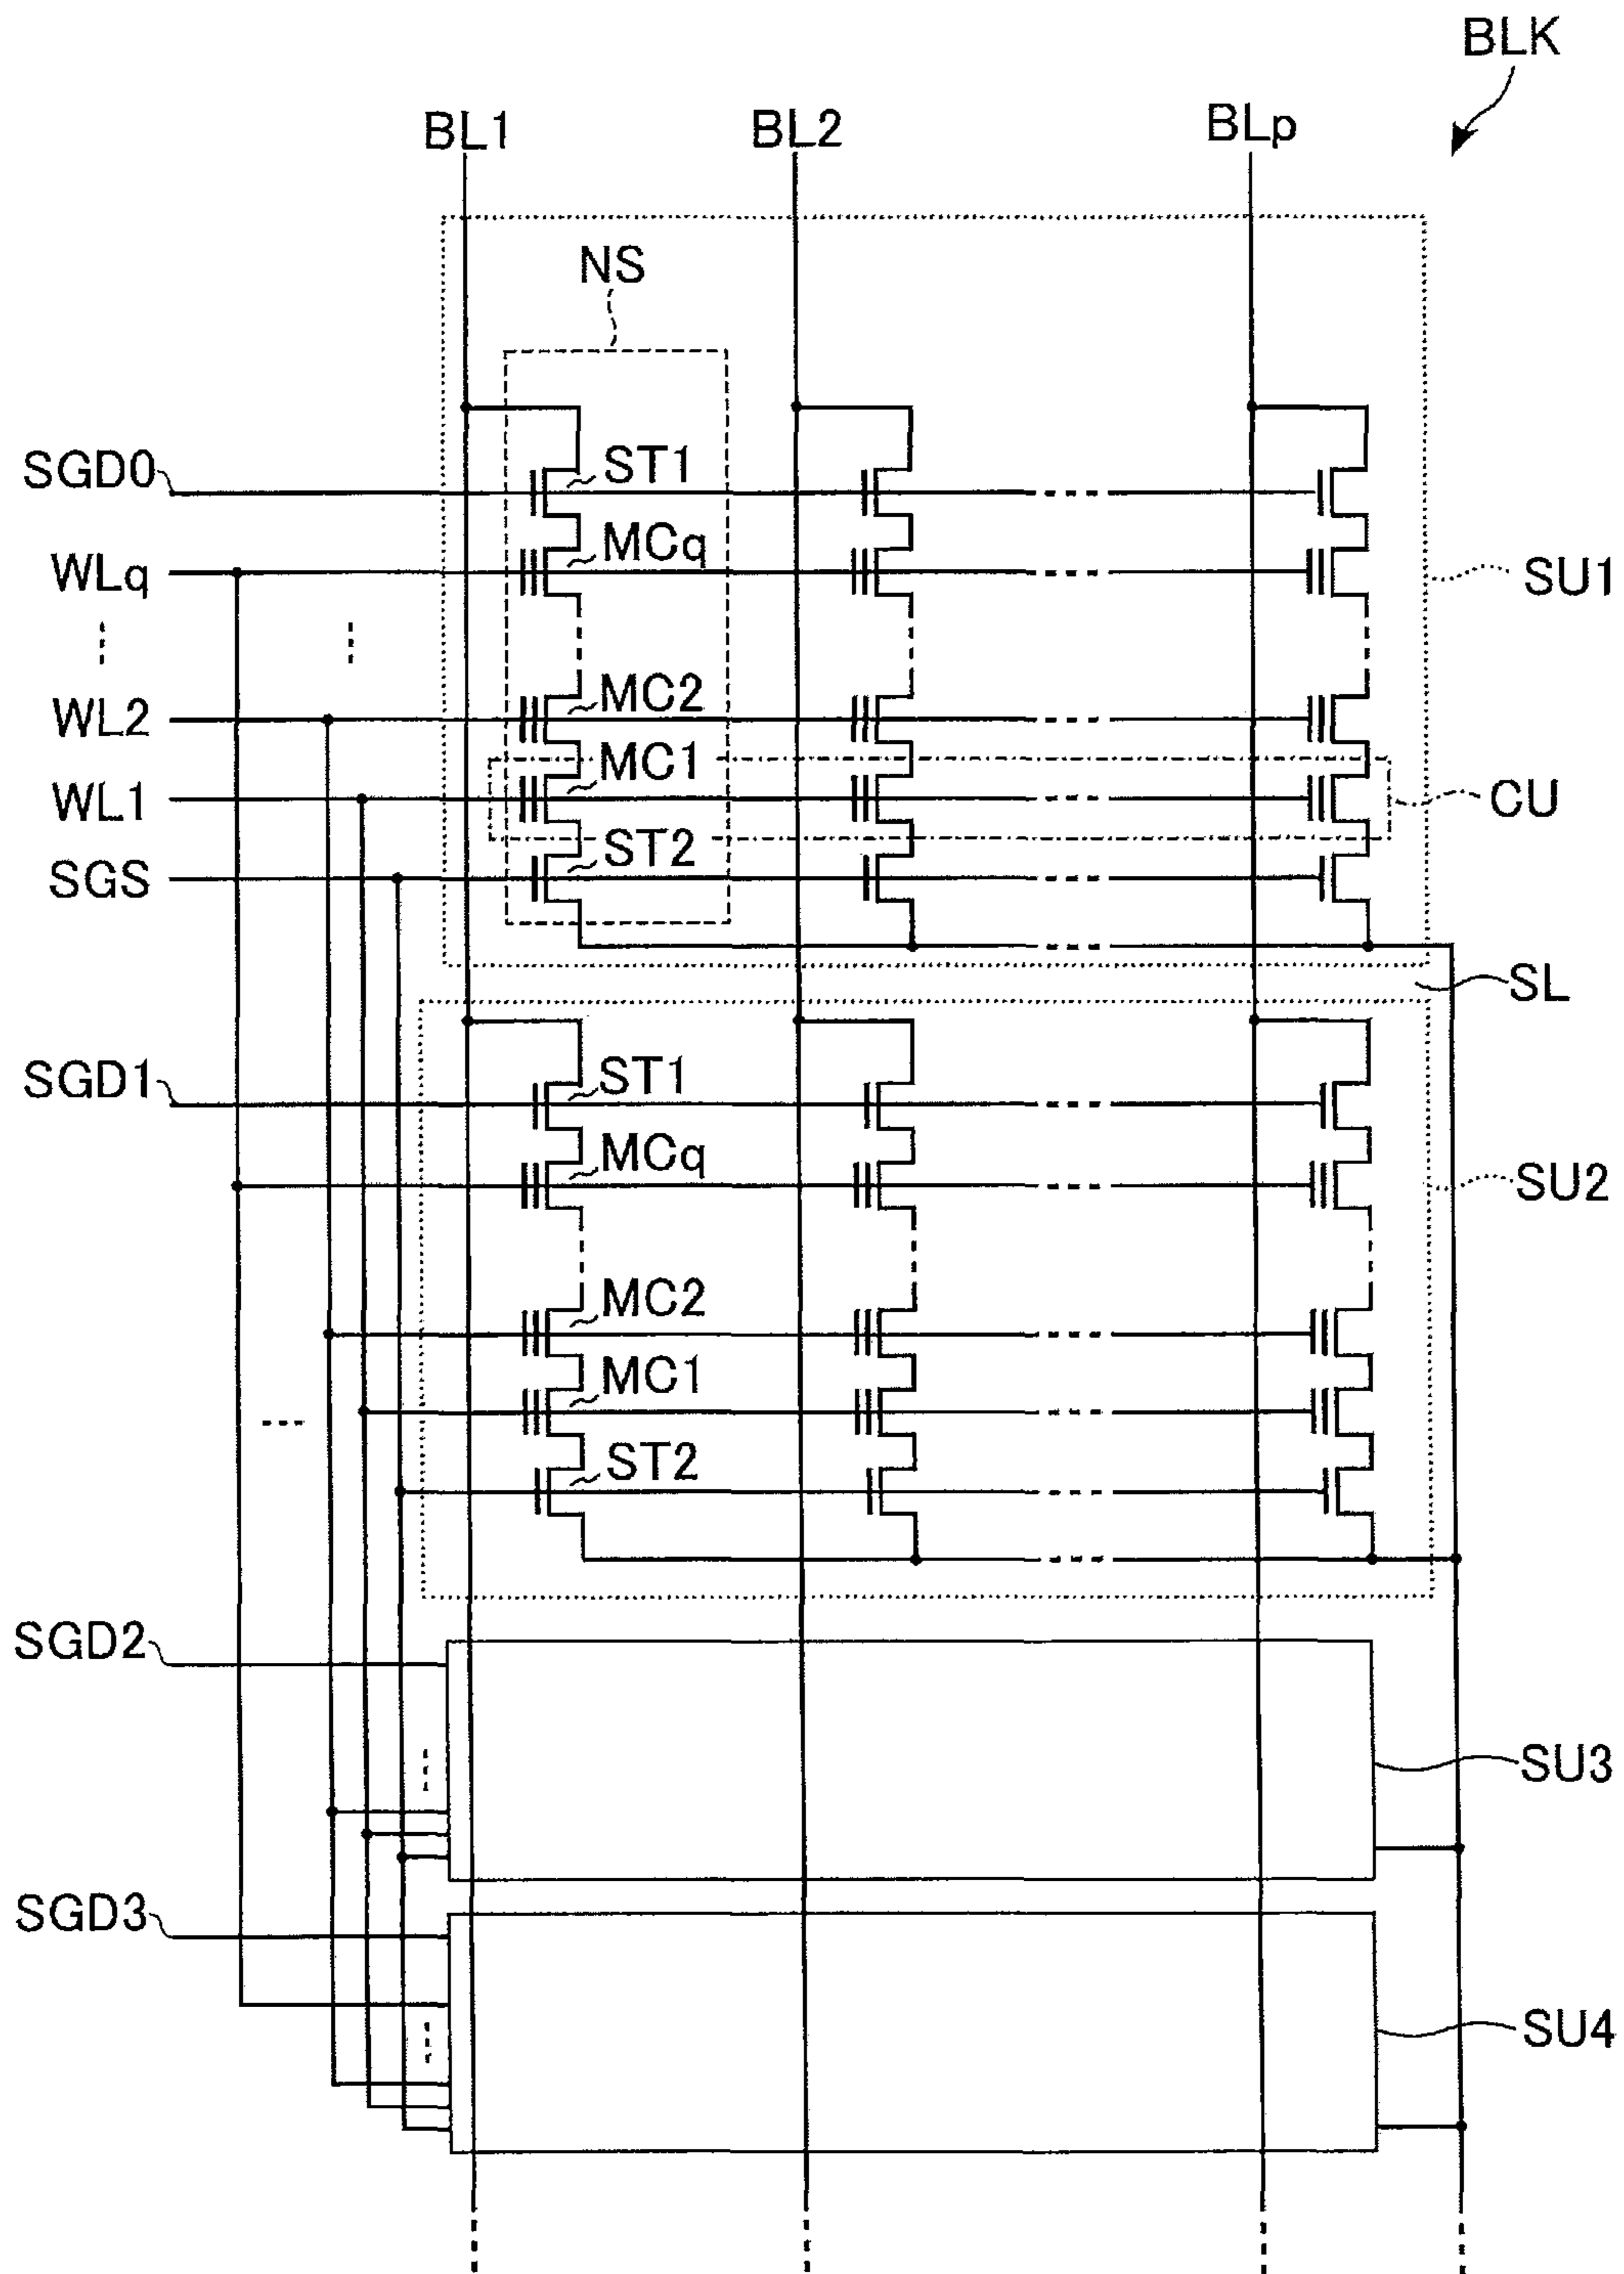 BLK
BL1 BL2 BLp
NS
SGD0 ST1
WLq MCq SU1
WL2 MC2
WL1 MC1 CU
SGS ST2
SL
SGD1 ST1
MCq SU2
MC2
MC1
ST2
SGD2
SU3
SGD3
SU4